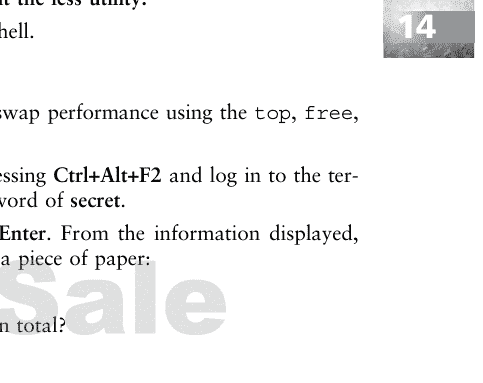 t the less utility.
14
hell.
swap performance using the top, free,
essing Ctrl+Alt+F2 and log in to the ter-
word of secret.
Enter. From the information displayed,
a piece of paper:
Sale
n total?